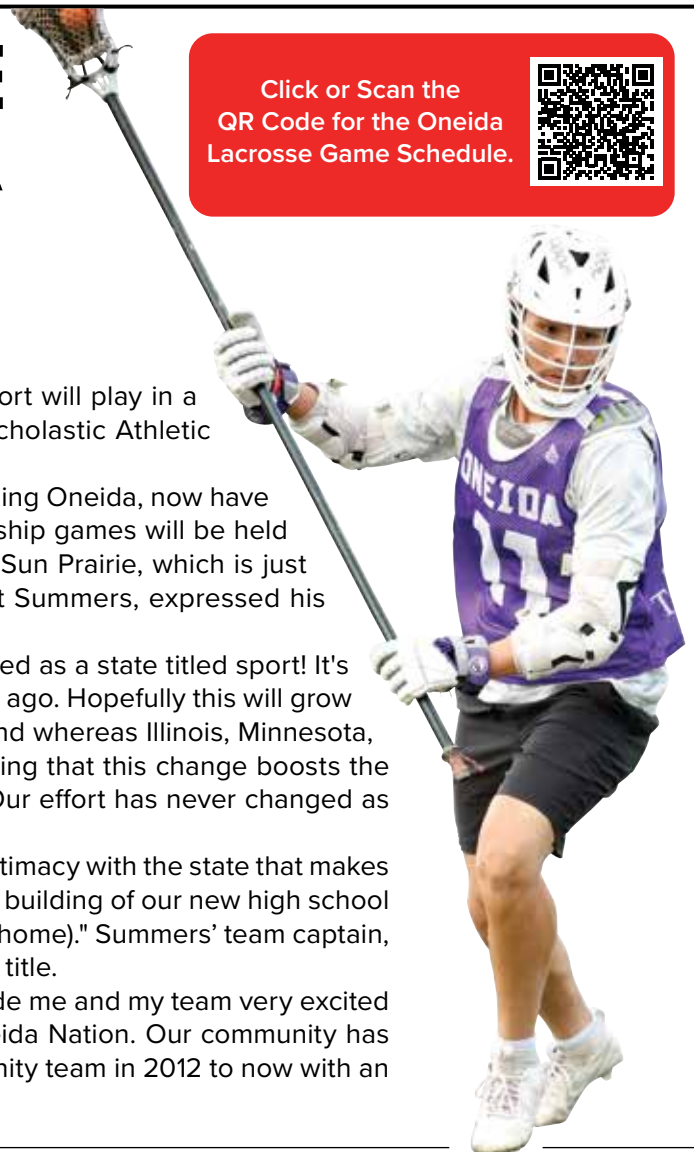 E
Click or Scan the
QR Code for the Oneida
Lacrosse Game Schedule.
ort will play in a
cholastic Athletic
ing Oneida, now have
ship games will be held
Sun Prairie, which is just
t Summers, expressed his
ed as a state titled sport! It's
ago. Hopefully this will grow
nd whereas Illinois, Minnesota,
ing that this change boosts the
Our effort has never changed as
timacy with the state that makes
building of our new high school
home)." Summers’ team captain,
title.
de me and my team very excited
eida Nation. Our community has
nity team in 2012 to now with an
ONEIDA
11